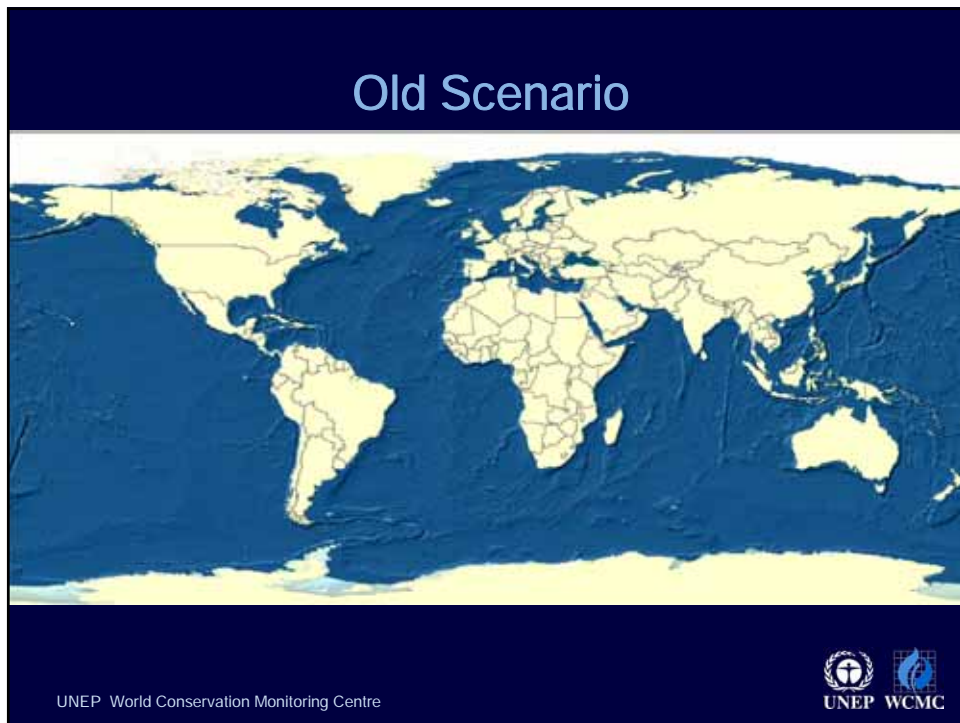 Old Scenario
UNEP World Conservation Monitoring Centre
UNEP WCMC